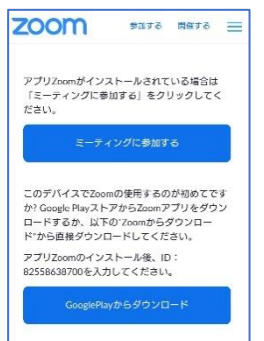 zoom 参加する 開催する
アプリZoomがインストールされている場合は
「ミーティングに参加する」をクリックしてく
ださい。
ミーティングに参加する
このデバイスでZoomの使用するのが初めてです
か? Google PlayストアからZoomアプリをダウン
ロードするか、以下の"Zoomからダウンロー
ド"から直接ダウンロードしてください。
アプリZoomのインストール後、ID：
82558638700を入力してください。
GooglePlayからダウンロード